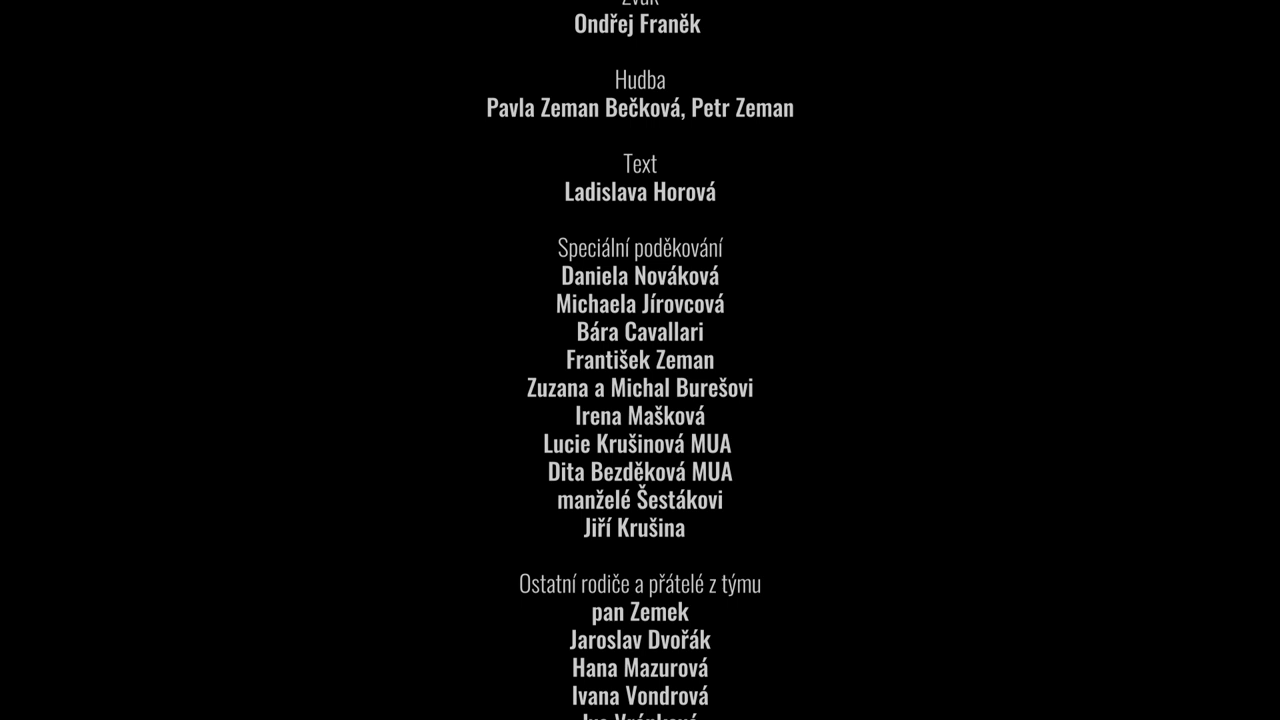 Zvuk
Ondřej Franěk
Hudba
Pavla Zeman Bečková, Petr Zeman
Text
Ladislava Horová
Speciální poděkování
Daniela Nováková
Michaela Jírovcová
Bára Cavallari
František Zeman
Zuzana a Michal Burešovi
Irena Mašková
Lucie Krušinová MUA
Dita Bezděková MUA
manželé Šestákovi
Jiří Krušina
Ostatní rodiče a přátelé z týmu
pan Zemek
Jaroslav Dvořák
Hana Mazurová
Ivana Vondrová